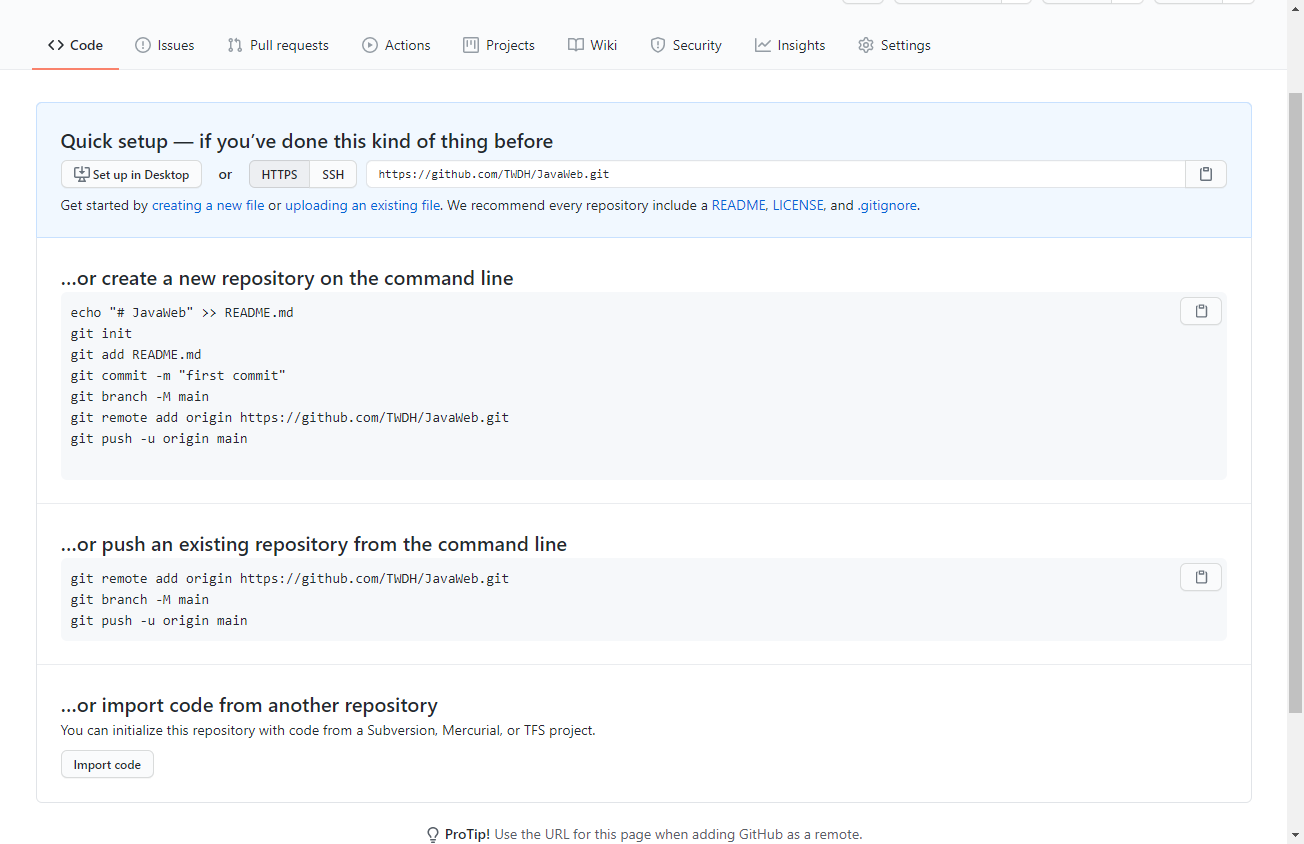 Code Issues Pull requests Actions Projects Wiki Security Insights Settings
Quick setup — if you’ve done this kind of thing before
Set up in Desktop or HTTPS SSH https://github.com/TWDH/JavaWeb.git
Get started by creating a new file or uploading an existing file. We recommend every repository include a README, LICENSE, and .gitignore.
…or create a new repository on the command line
echo "# JavaWeb" >> README.md
git init
git add README.md
git commit -m "first commit"
git branch -M main
git remote add origin https://github.com/TWDH/JavaWeb.git
git push -u origin main
…or push an existing repository from the command line
git remote add origin https://github.com/TWDH/JavaWeb.git
git branch -M main
git push -u origin main
…or import code from another repository
You can initialize this repository with code from a Subversion, Mercurial, or TFS project.
Import code
ProTip! Use the URL for this page when adding GitHub as a remote.